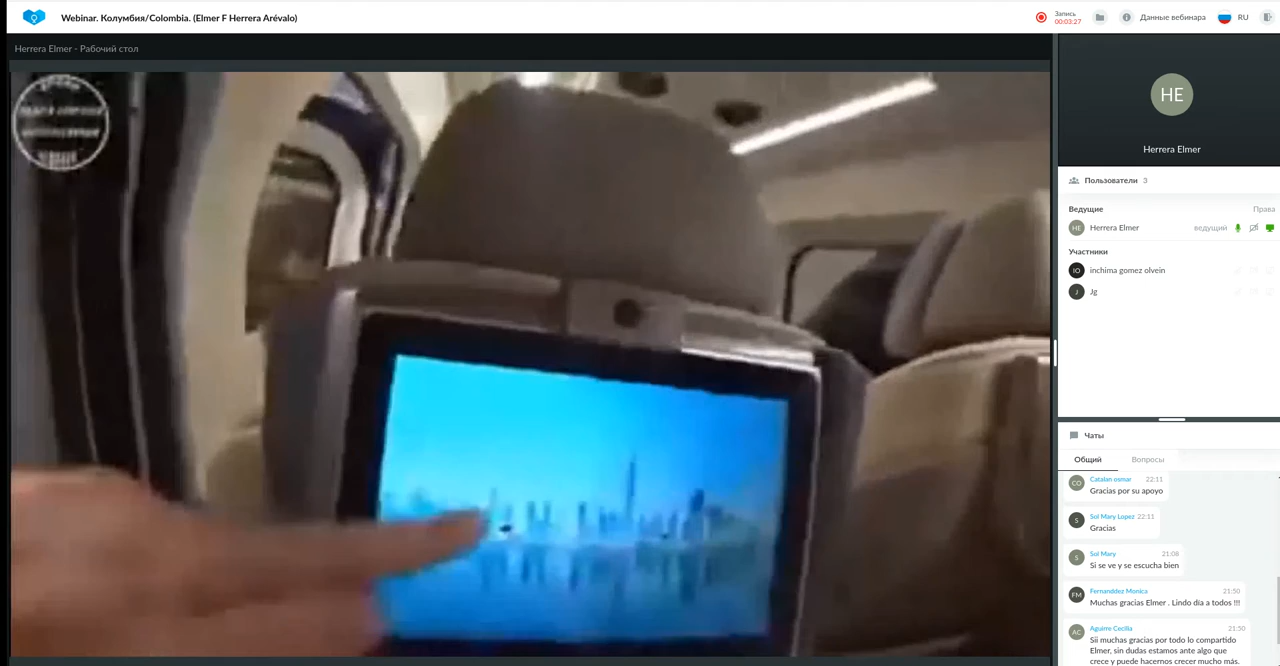 Webinar. Колумбия/Colombia. (Elmer F Herrera Arévalo)
Запись
00:03:27
Данные вебинара
RU
Herrera Elmer - Рабочий стол
HE
Herrera Elmer
Пользователи 3
Ведущие Права
HE Herrera Elmer ведущий
Участники
IO inchima gomez olvein
J Jg
Чаты
Общий Вопросы
CO Catalan osmar 22:11
Gracias por su apoyo
S Sol Mary Lopez 22:11
Gracias
S Sol Mary 21:08
Si se ve y se escucha bien
FM Fernanddez Monica 21:50
Muchas gracias Elmer . Lindo día a todos !!!
AC Aguirre Cecilia 21:50
Sii muchas gracias por todo lo compartido
Elmer, sin dudas estamos ante algo que
crece y puede hacernos crecer mucho más.